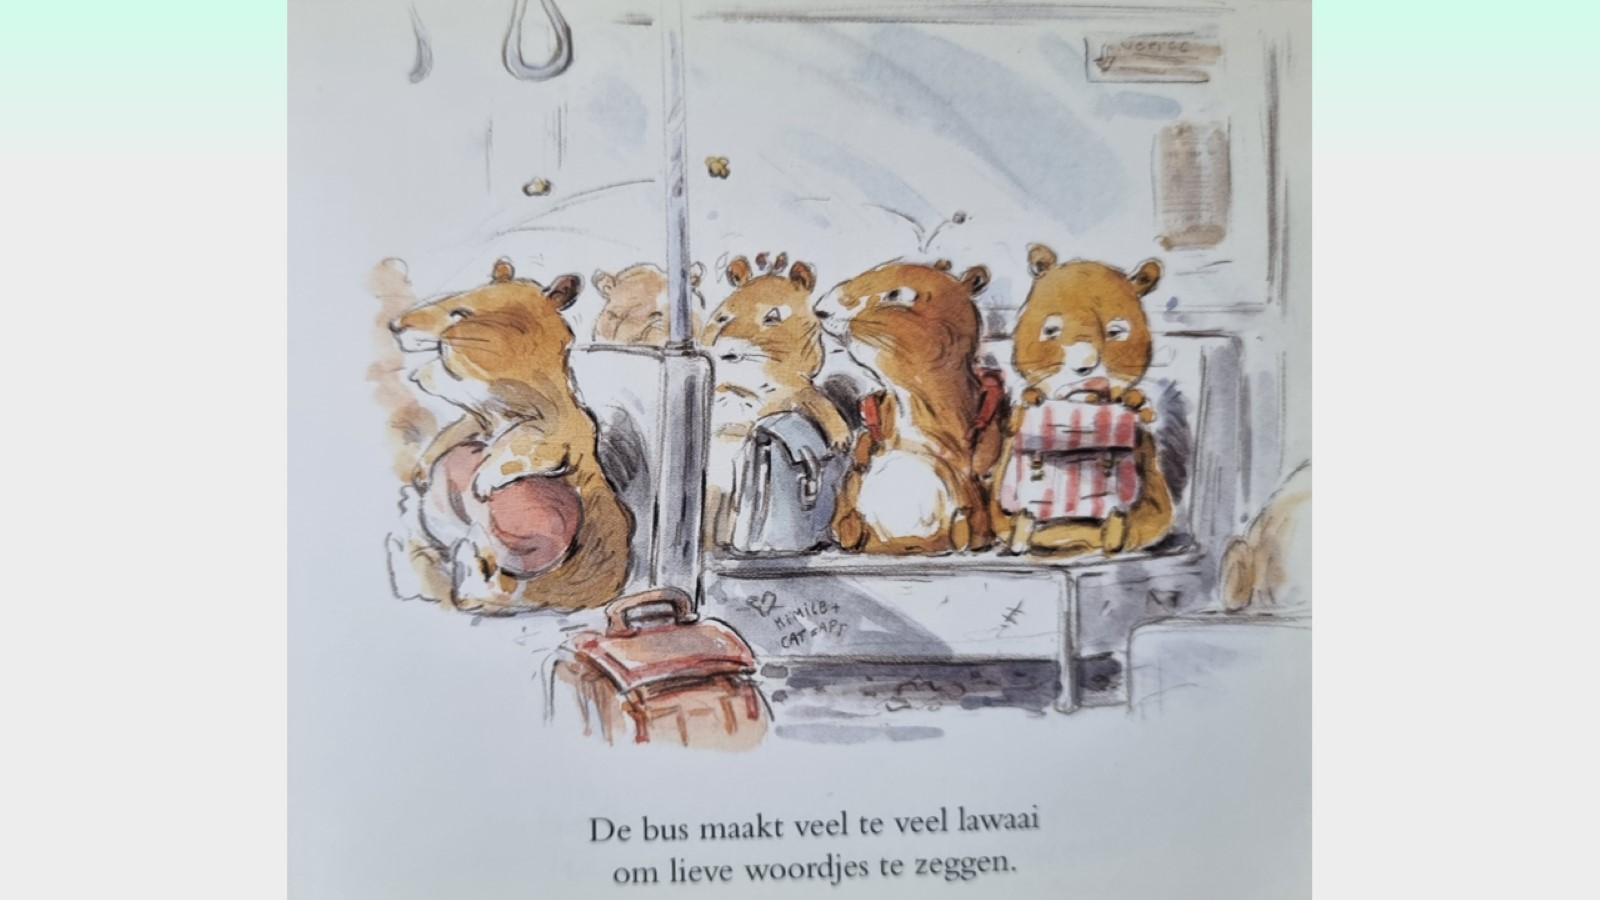 De bus maakt veel te veel lawaai
om lieve woordjes te zeggen.